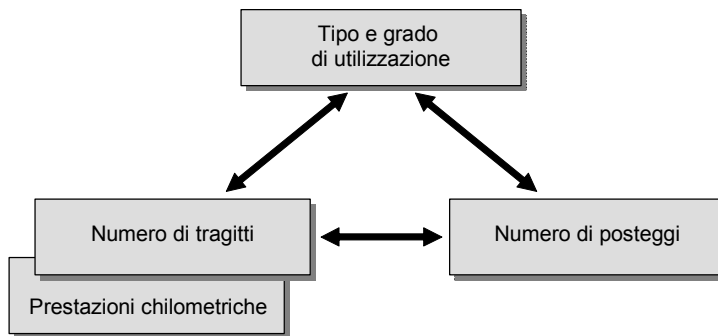 Tipo e grado
di utilizzazione
Numero di tragitti
Numero di posteggi
Prestazioni chilometriche